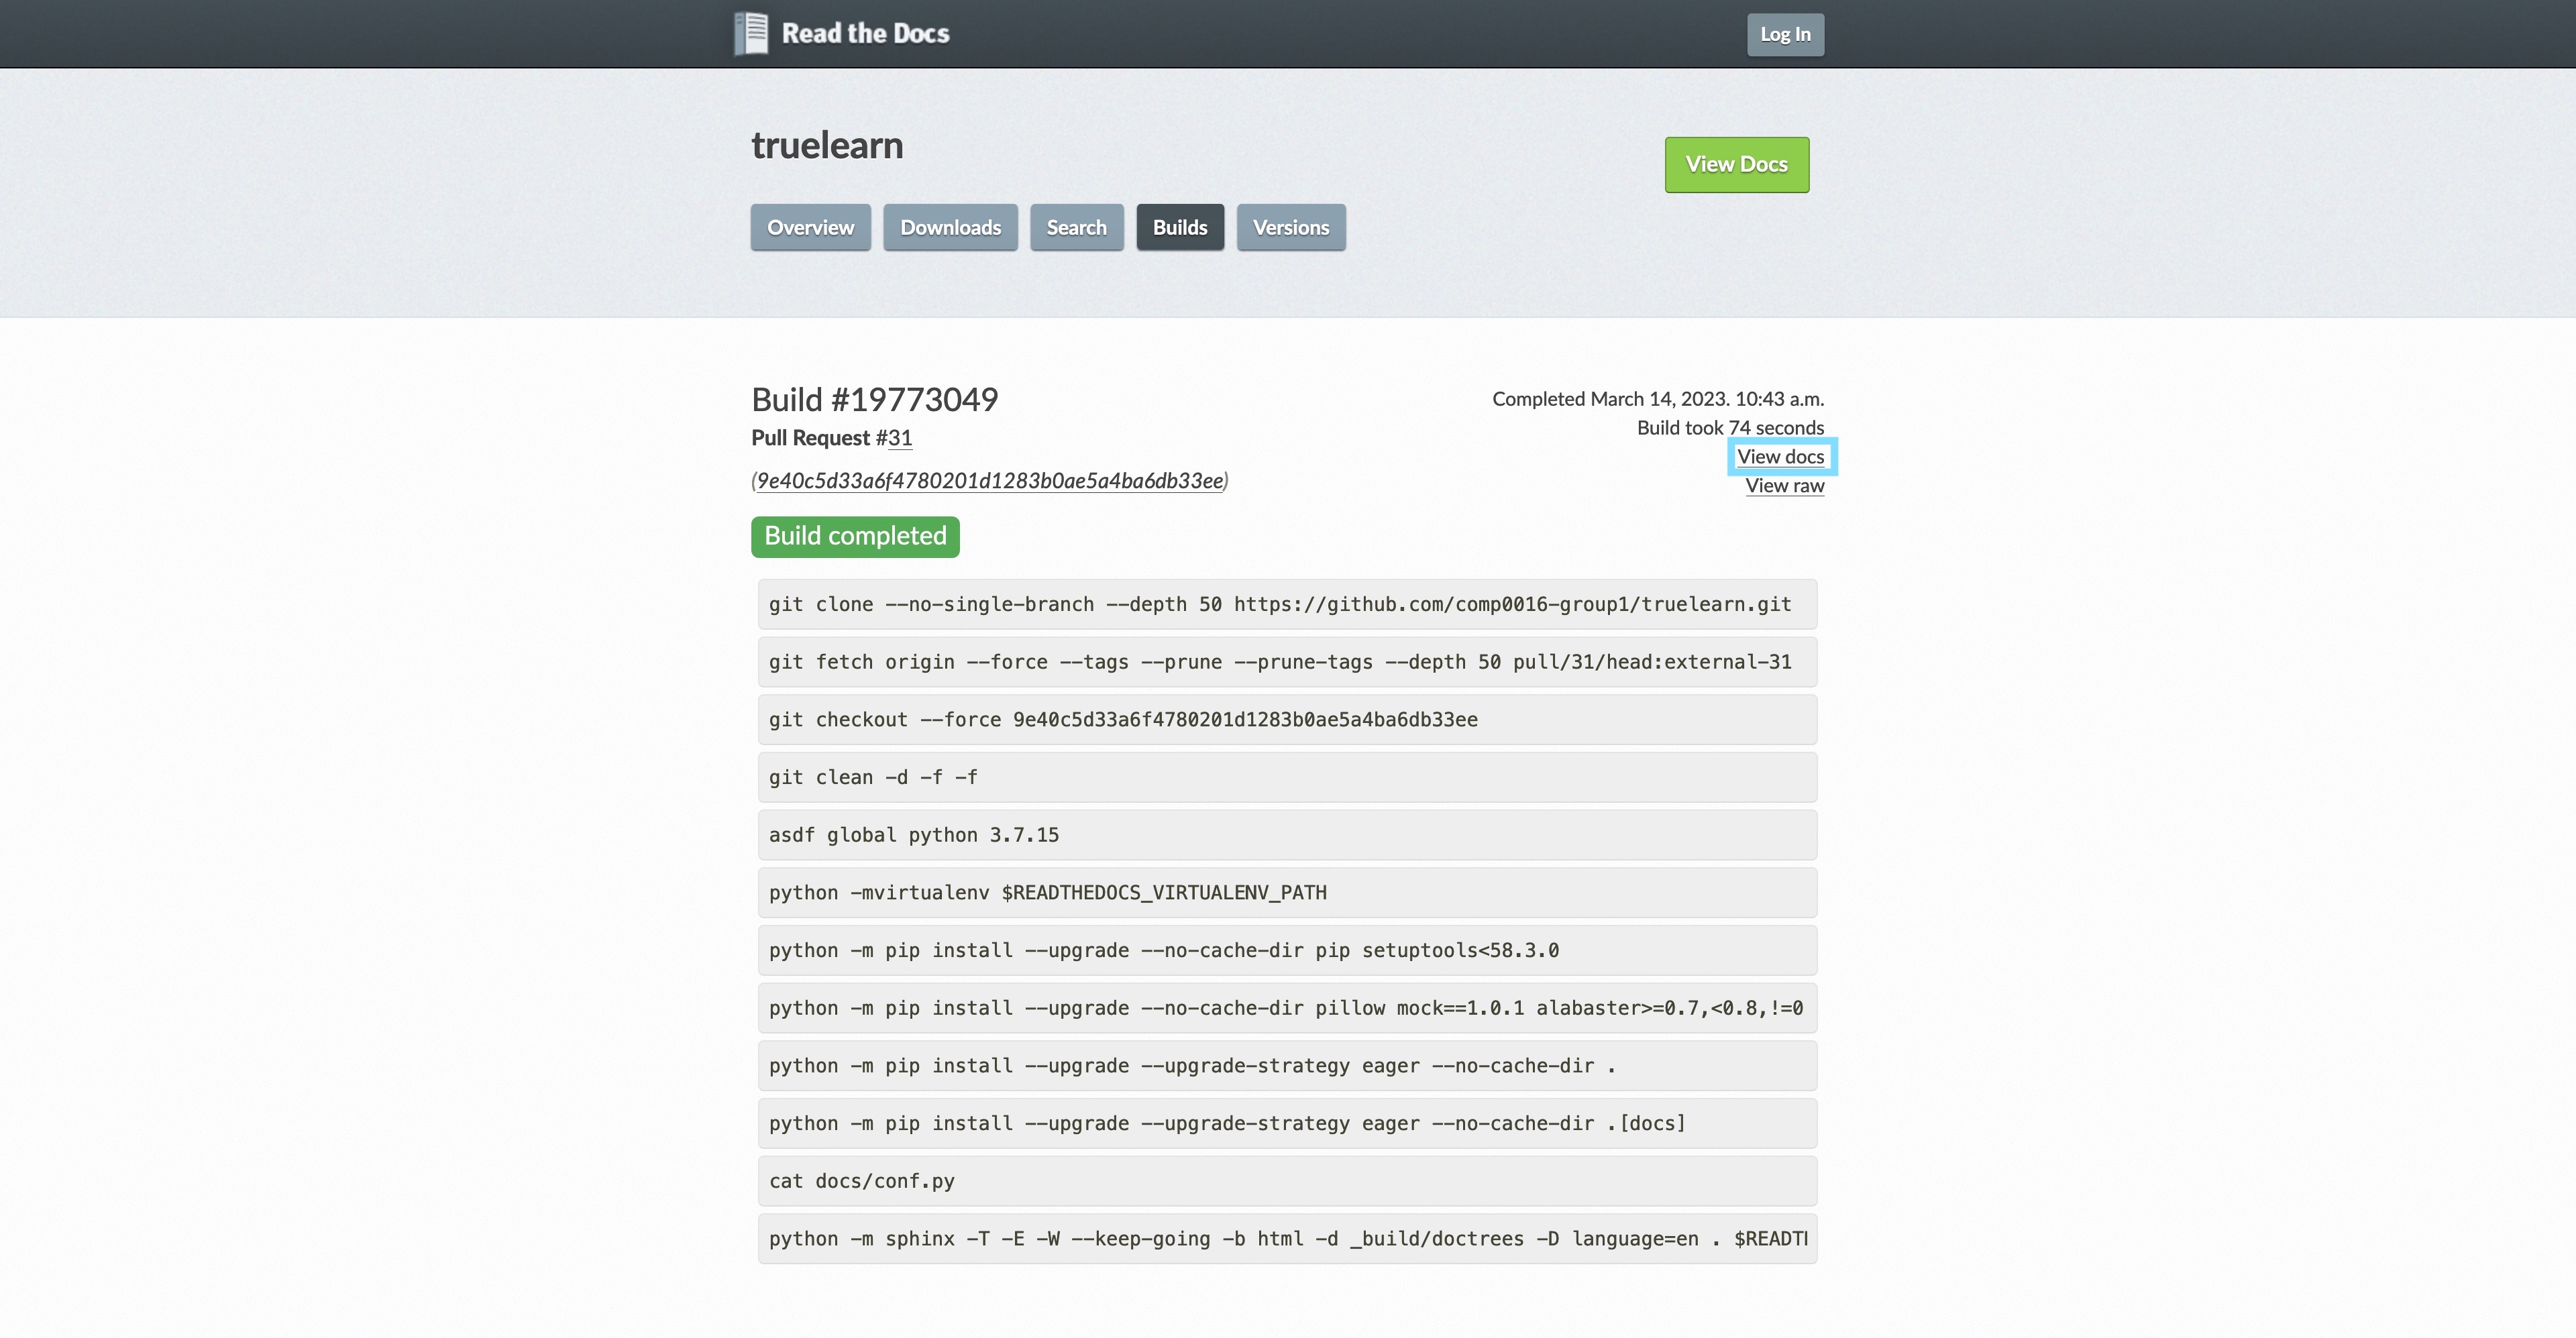 Read the Docs
Log In
truelearn
View Docs
Overview
Downloads
Search
Builds
Versions
Build #19773049
Completed March 14, 2023. 10:43 a.m.
Pull Request #31
Build took 74 seconds
View docs
(9e40c5d33a6f4780201d1283b0ae5a4ba6db33ee)
View raw
Build completed
git clone --no-single-branch --depth 50 https://github.com/comp0016-group1/truelearn.git
git fetch origin --force --tags --prune --prune-tags --depth 50 pull/31/head:external-31
git checkout --force 9e40c5d33a6f4780201d1283b0ae5a4ba6db33ee
git clean -d -f -f
asdf global python 3.7.15
python -mvirtualenv $READTHEDOCS_VIRTUALENV_PATH
python -m pip install --upgrade --no-cache-dir pip setuptools<58.3.0
python -m pip install --upgrade --no-cache-dir pillow mock==1.0.1 alabaster>=0.7,<0.8,!=0
python -m pip install --upgrade --upgrade-strategy eager --no-cache-dir .
python -m pip install --upgrade --upgrade-strategy eager --no-cache-dir .[docs]
cat docs/conf.py
python -m sphinx -T -E -W --keep-going -b html -d _build/doctrees -D language=en . $READT